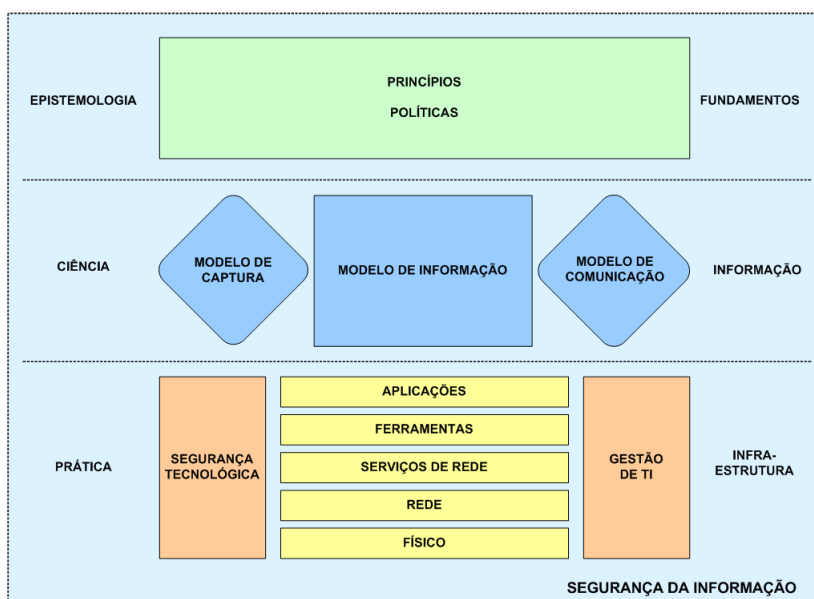 PRINCÍPIOS
POLÍTICAS
EPISTEMOLOGIA
FUNDAMENTOS
CIÊNCIA
MODELO DE
CAPTURA
MODELO DE INFORMAÇÃO
MODELO DE
COMUNICAÇÃO
INFORMAÇÃO
PRÁTICA
SEGURANÇA
TECNOLÓGICA
APLICAÇÕES
FERRAMENTAS
SERVIÇOS DE REDE
REDE
FÍSICO
GESTÃO
DE TI
INFRA-
ESTRUTURA
SEGURANÇA DA INFORMAÇÃO